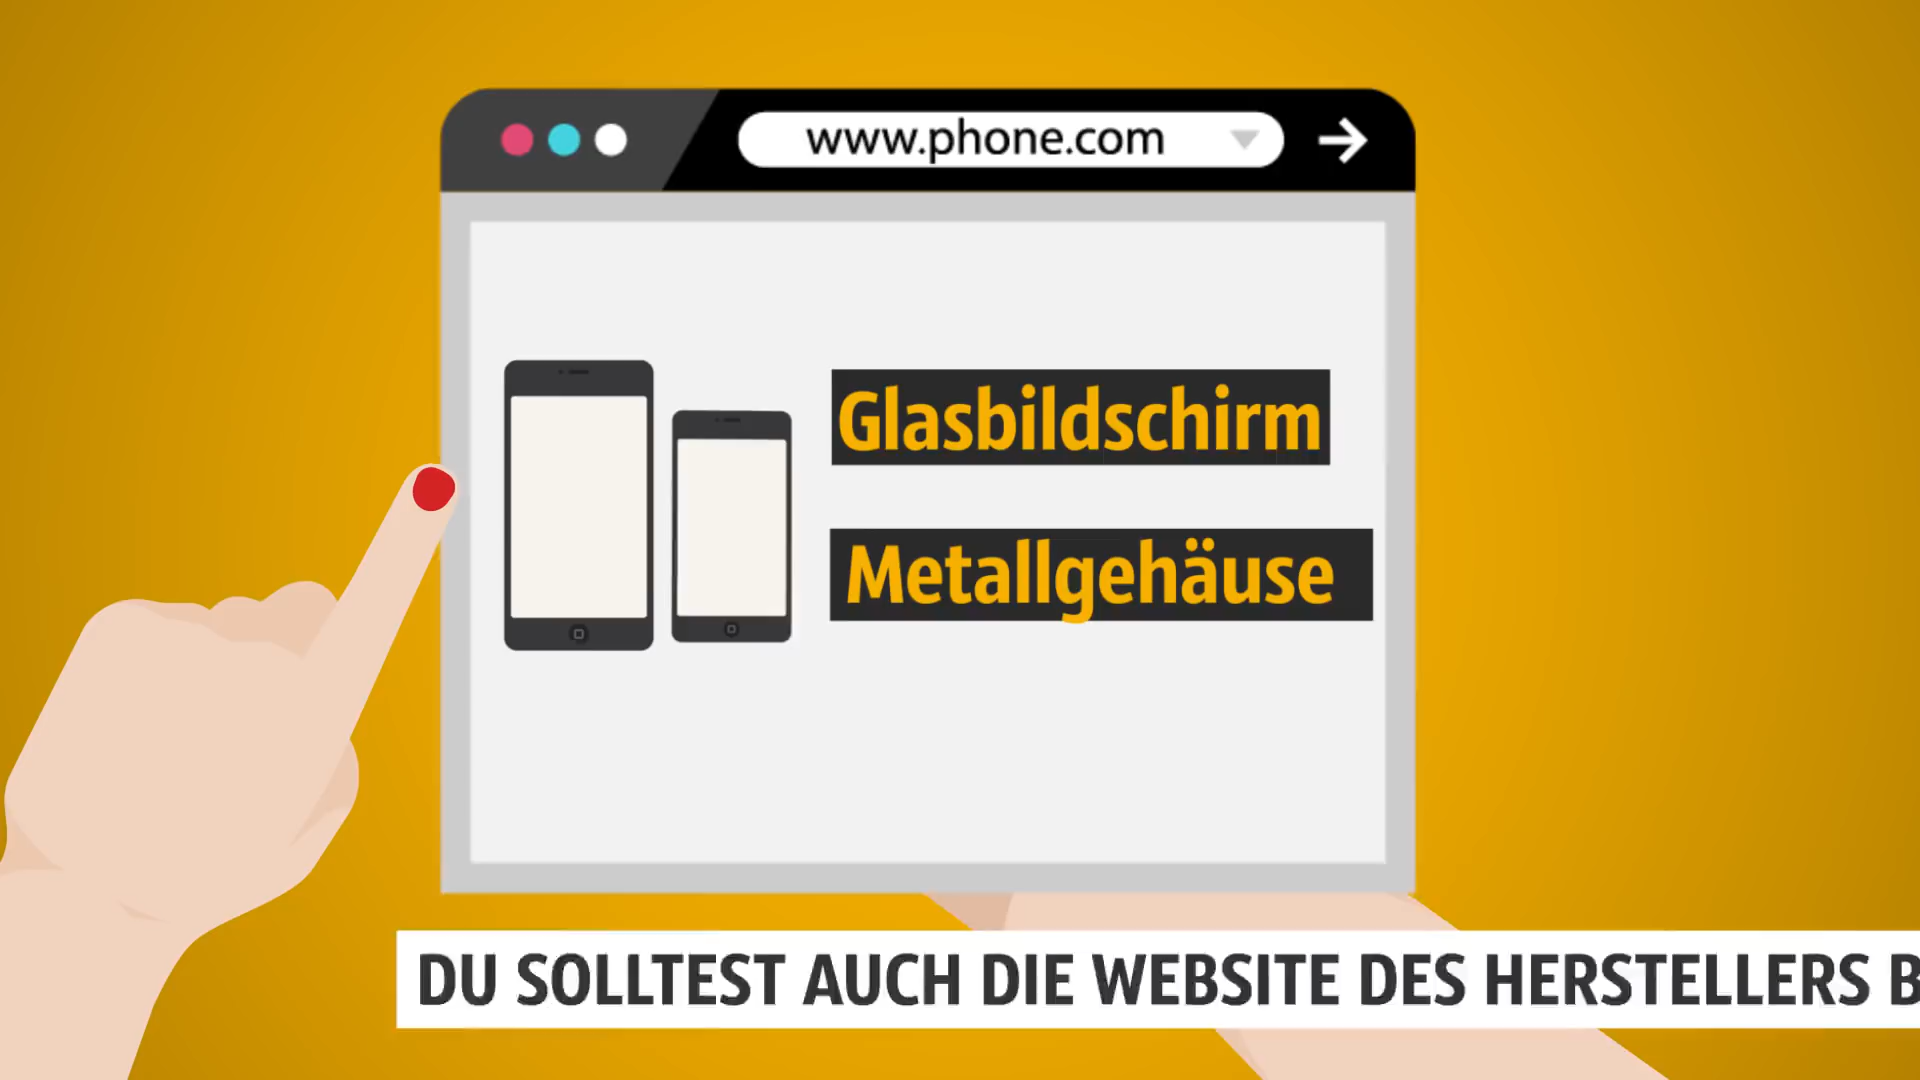 www.phone.com
Glasbildschirm
Metallgehäuse
DU SOLLTEST AUCH DIE WEBSITE DES HERSTELLERS